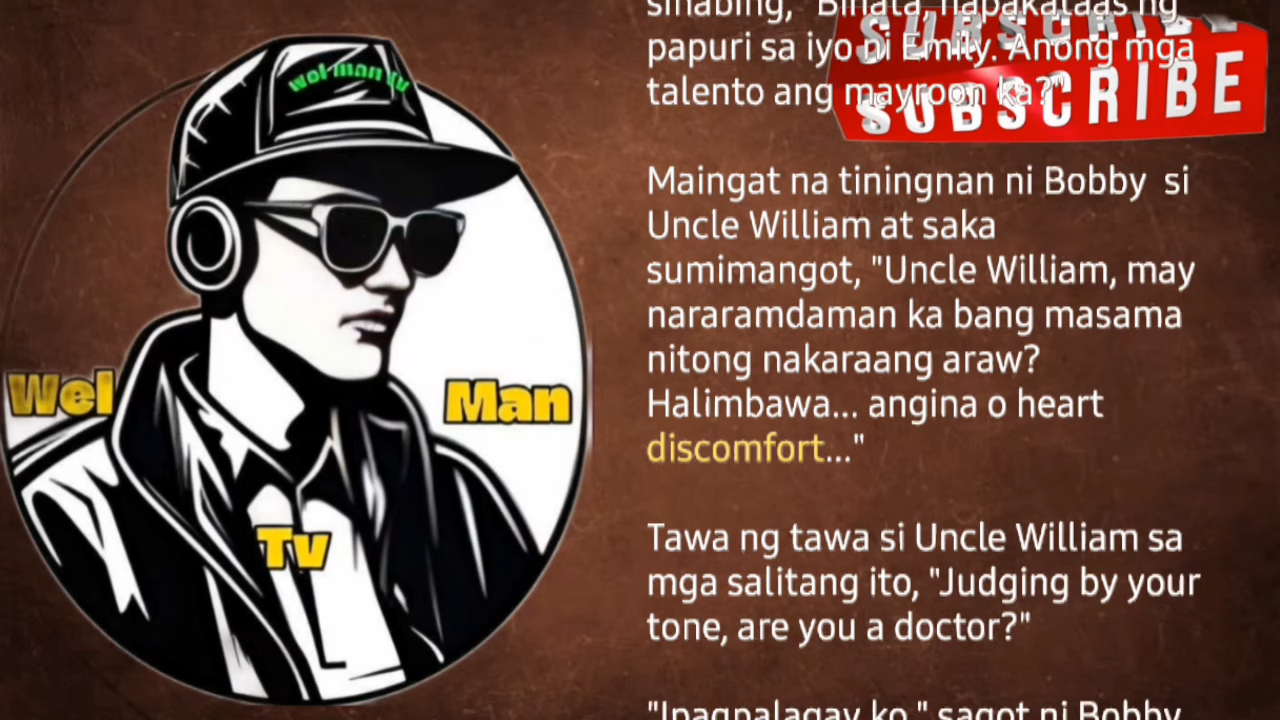 wel man tv
Wel
Man
Tv
SUBSCRIBE
SUBSCRIBE
sinabing, "Binata, napakataas ng
papuri sa iyo ni Emily. Anong mga
talento ang mayroon ka?"
Maingat na tiningnan ni Bobby si
Uncle William at saka
sumimangot, "Uncle William, may
nararamdaman ka bang masama
nitong nakaraang araw?
Halimbawa... angina o heart
discomfort..."
Tawa ng tawa si Uncle William sa
mga salitang ito, "Judging by your
tone, are you a doctor?"
"Ipagpalagay ko," sagot ni Bobby